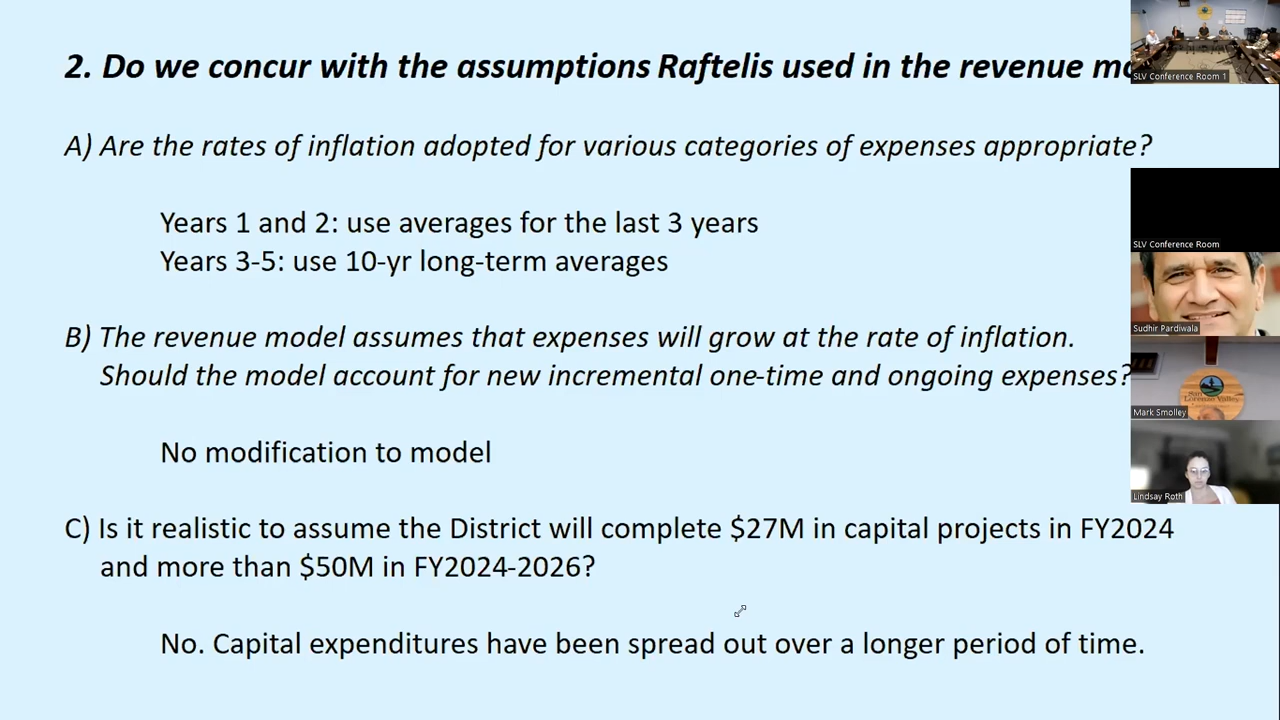 2. Do we concur with the assumptions Raftelis used in the revenue
SLV Conference Room 1
A) Are the rates of inflation adopted for various categories of expenses appropriate?
Years 1 and 2: use averages for the last 3 years
SLV Conference Room
Years 3-5: use 10-yr long-term averages
Sudhir Pardiwala
B) The revenue model assumes that expenses will grow at the rate of inflation.
Should the model account for new incremental one-time and ongoing expenses?
San
Lorenzo Valley
Mark Smolley
No modification to model
Lindsay Roth
C) Is it realistic to assume the District will complete $27M in capital projects in FY2024
and more than $50M in FY2024-2026?
No. Capital expenditures have been spread out over a longer period of time.